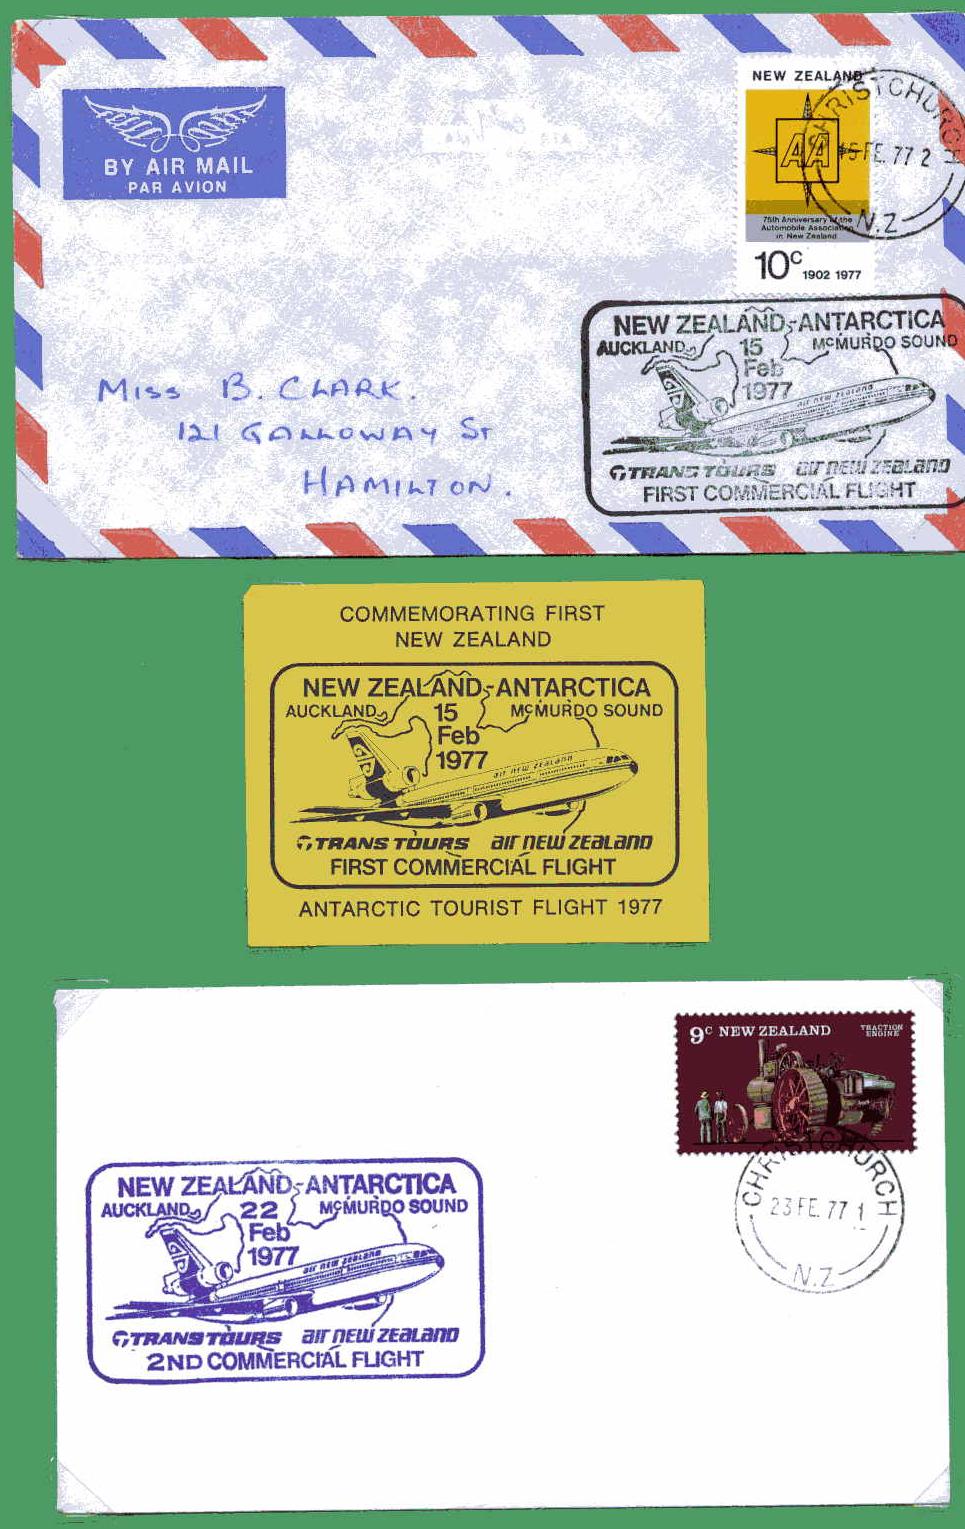 BY AIR MAIL
PAR AVION
NEW ZEALAND
75th Anniversary of the
Automobile Association
in New Zealand
10c
1902 1977
AA
CHRISTCHURCH
15 FE. 77 2
N.Z
Miss B. CLARK.
121 GALLOWAY ST
HAMILTON.
NEW ZEALAND-ANTARCTICA
AUCKLAND
15
Feb
1977
McMURDO SOUND
air new zealand
TRANS TOURS air new zealand
FIRST COMMERCIAL FLIGHT
COMMEMORATING FIRST
NEW ZEALAND
NEW ZEALAND-ANTARCTICA
AUCKLAND
15
Feb
1977
McMURDO SOUND
air new zealand
TRANS TOURS air new zealand
FIRST COMMERCIAL FLIGHT
ANTARCTIC TOURIST FLIGHT 1977
9c NEW ZEALAND
TRACTION
ENGINE
CHRISTCHURCH
23 FE. 77 1
N.Z
NEW ZEALAND-ANTARCTICA
AUCKLAND
22
Feb
1977
McMURDO SOUND
air new zealand
TRANS TOURS air new zealand
2ND COMMERCIAL FLIGHT